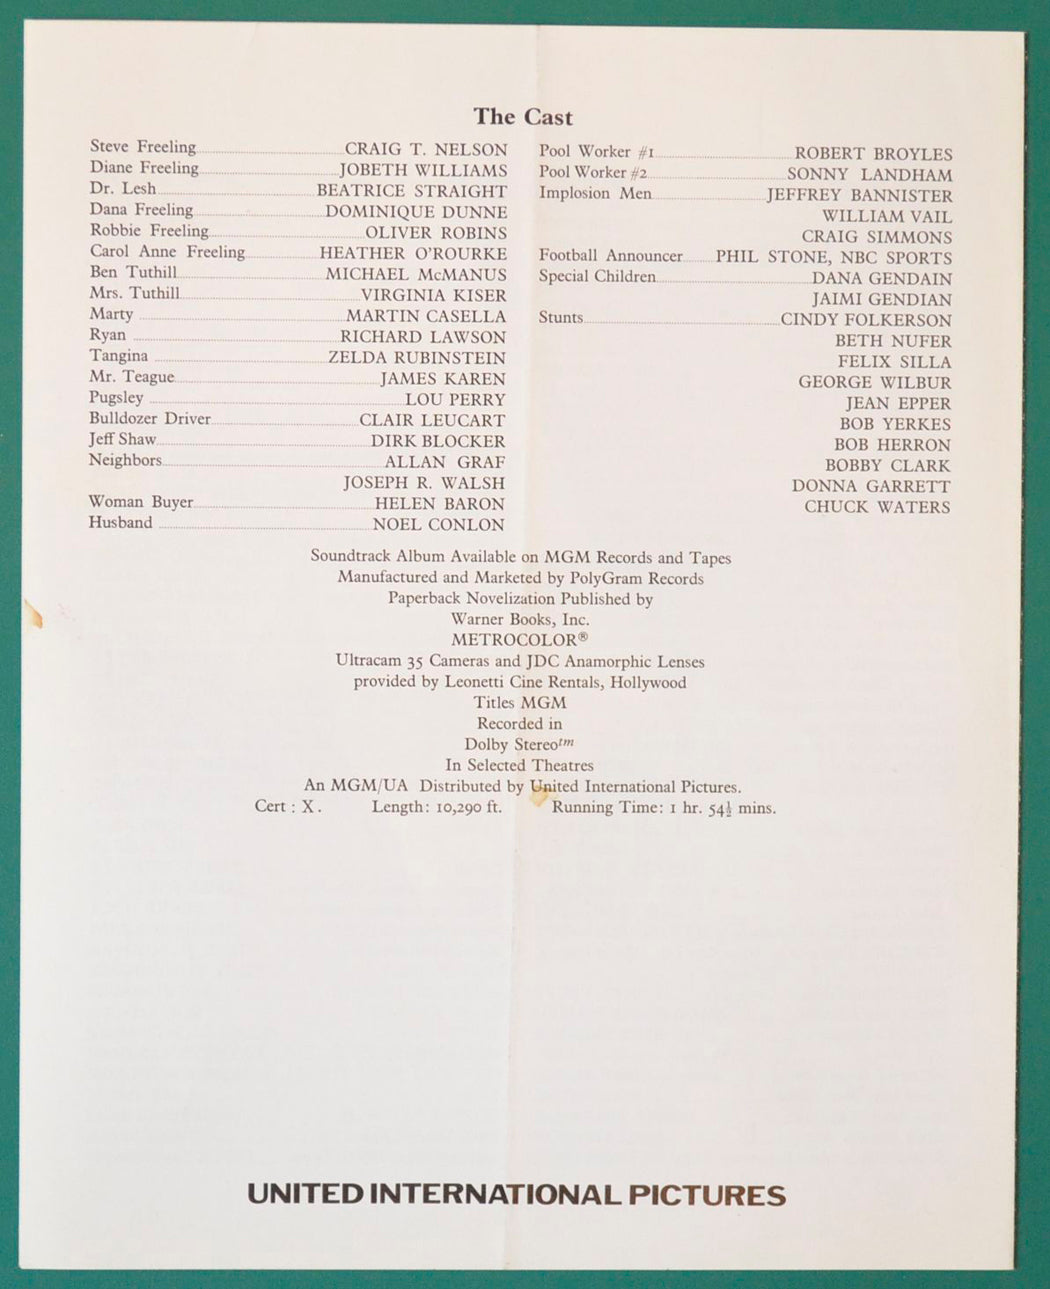 The Cast
Steve Freeling CRAIG T. NELSON
Diane Freeling JOBETH WILLIAMS
Dr. Lesh BEATRICE STRAIGHT
Dana Freeling DOMINIQUE DUNNE
Robbie Freeling OLIVER ROBINS
Carol Anne Freeling HEATHER O'ROURKE
Ben Tuthill MICHAEL McMANUS
Mrs. Tuthill VIRGINIA KISER
Marty MARTIN CASELLA
Ryan RICHARD LAWSON
Tangina ZELDA RUBINSTEIN
Mr. Teague JAMES KAREN
Pugsley LOU PERRY
Bulldozer Driver CLAIR LEUCART
Jeff Shaw DIRK BLOCKER
Neighbors ALLAN GRAF
JOSEPH R. WALSH
Woman Buyer HELEN BARON
Husband NOEL CONLON
Pool Worker #1 ROBERT BROYLES
Pool Worker #2 SONNY LANDHAM
Implosion Men JEFFREY BANNISTER
WILLIAM VAIL
CRAIG SIMMONS
Football Announcer PHIL STONE, NBC SPORTS
Special Children DANA GENDAIN
JAIMI GENDIAN
Stunts CINDY FOLKERSON
BETH NUFER
FELIX SILLA
GEORGE WILBUR
JEAN EPPER
BOB YERKES
BOB HERRON
BOBBY CLARK
DONNA GARRETT
CHUCK WATERS
Soundtrack Album Available on MGM Records and Tapes
Manufactured and Marketed by PolyGram Records
Paperback Novelization Published by
Warner Books, Inc.
METROCOLOR®
Ultracam 35 Cameras and JDC Anamorphic Lenses
provided by Leonetti Cine Rentals, Hollywood
Titles MGM
Recorded in
Dolby Stereo™
In Selected Theatres
An MGM/UA Distributed by United International Pictures.
Cert : X. Length: 10,290 ft. Running Time: 1 hr. 54½ mins.
UNITED INTERNATIONAL PICTURES